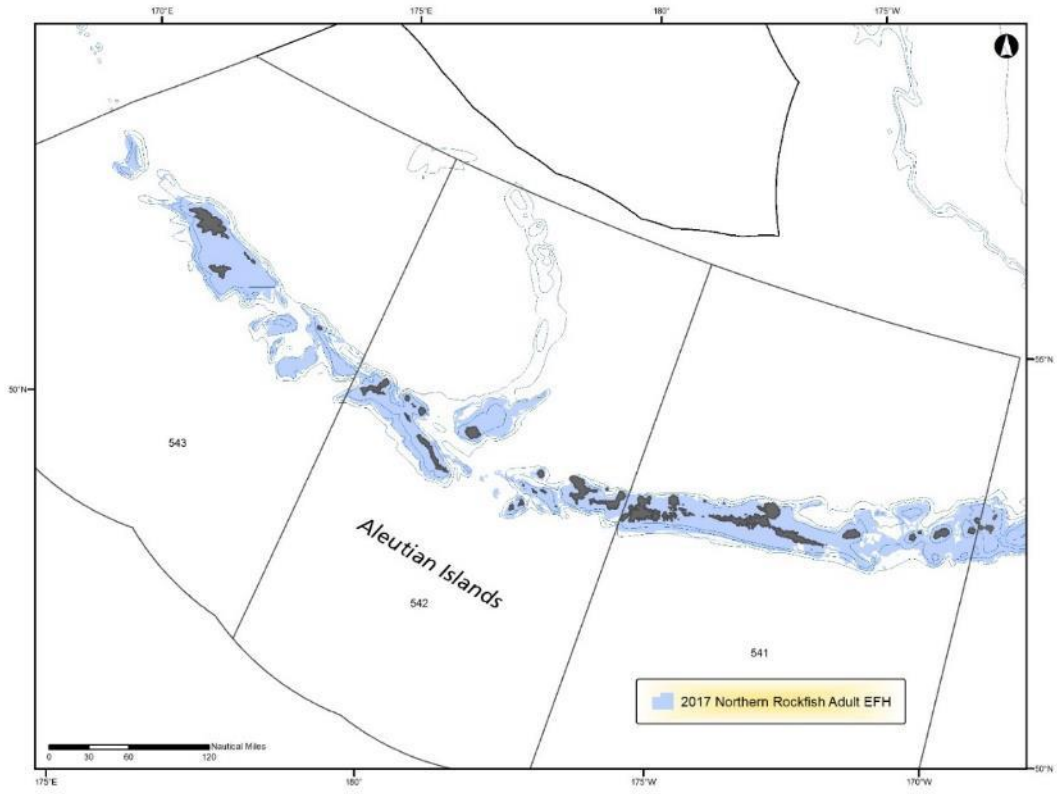 170°E 175°E 180° 175°W
55°N
50°N
543
Aleutian Islands
542
541
2017 Northern Rockfish Adult EFH
Nautical Miles
0 30 60 120
50°N
175°E 180° 175°W 170°W